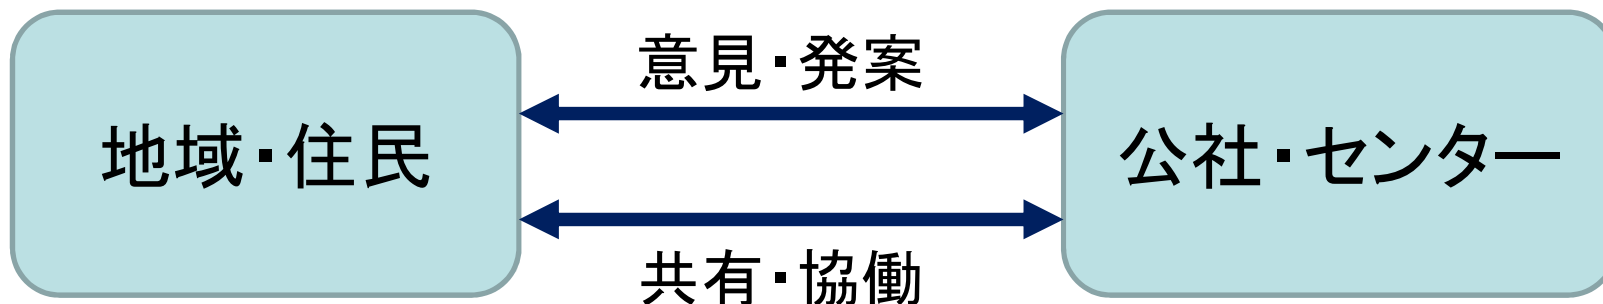 意見・発案
地域・住民
公社・センター
共有・協働